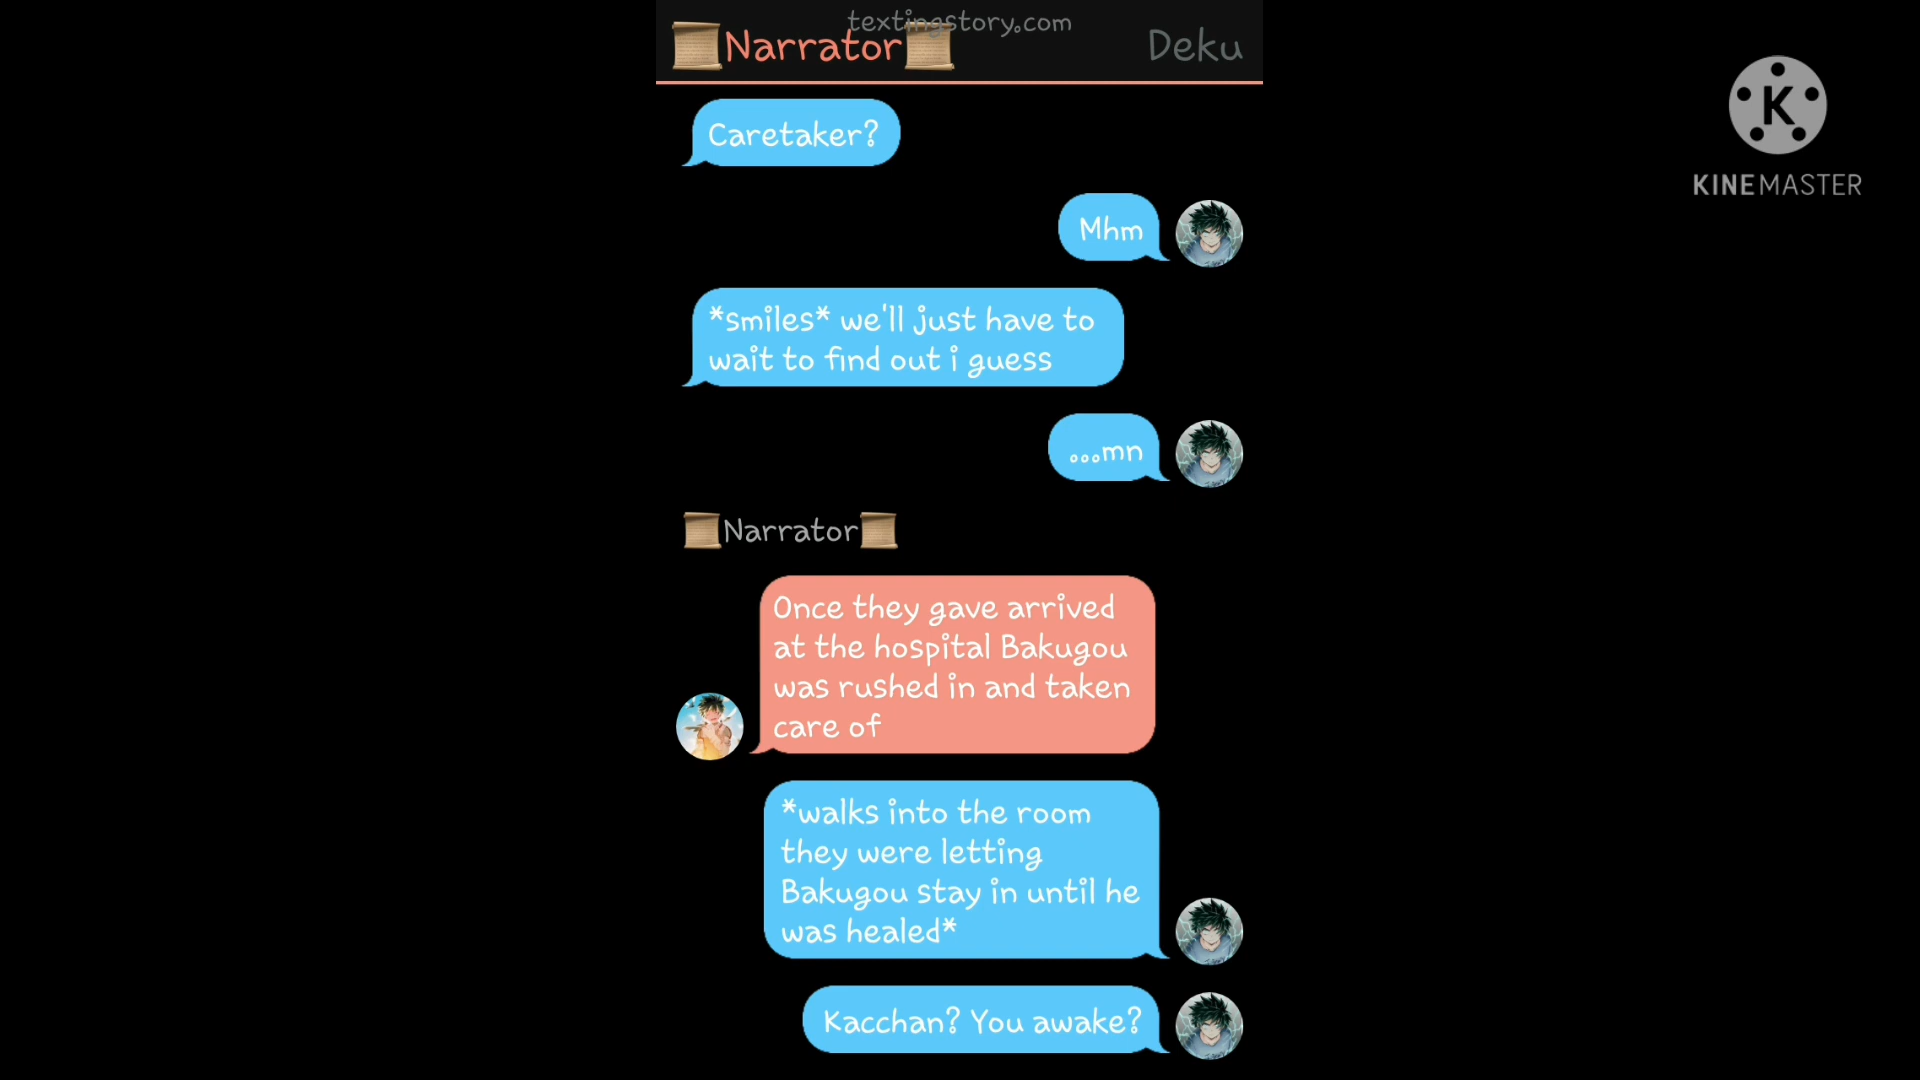 textingstory.com
Narrator
Deku
K
KINEMASTER
Caretaker?
Mhm
*smiles* we'll just have to
wait to find out i guess
...mn
Narrator
Once they gave arrived
at the hospital Bakugou
was rushed in and taken
care of
*walks into the room
they were letting
Bakugou stay in until he
was healed*
Kacchan? You awake?